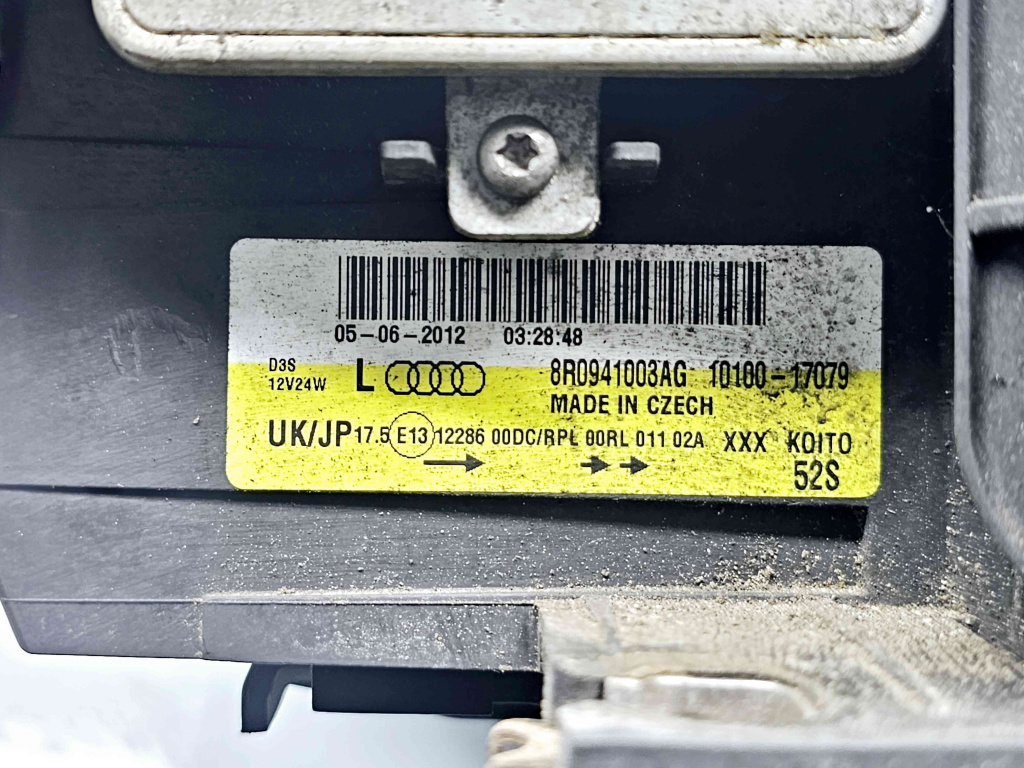 05-06-2012 03:28:48
D3S
12V24W
L
8R0941003AG 10100-17079
MADE IN CZECH
UK/JP 17.5 E13 12286 00DC/RPL 00RL 011 02A XXX KOITO
52S